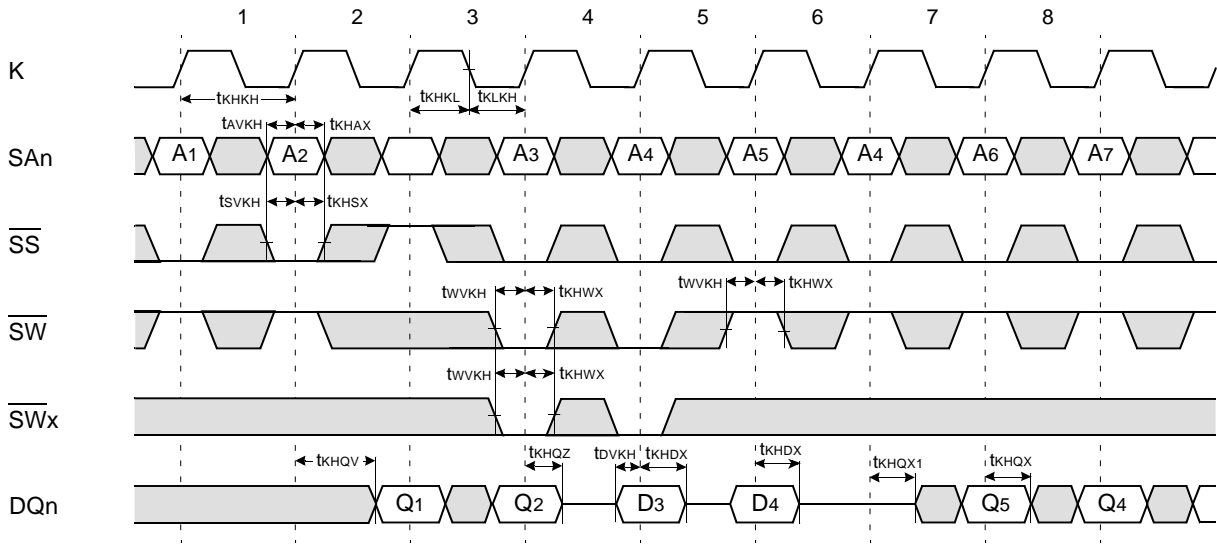 1 2 3 4 5 6 7 8
K
tKHKH tKHKL tKLKH
tAVKH tKHAX
SAn A1 A2 A3 A4 A5 A4 A6 A7
tSVKH tKHSX
SS
tWVKH tKHWX tWVKH tKHWX
SW
tWVKH tKHWX
SWx
tKHQV tKHQZ tDVKH tKHDX tKHDX tKHQX1 tKHQX
DQn Q1 Q2 D3 D4 Q5 Q4